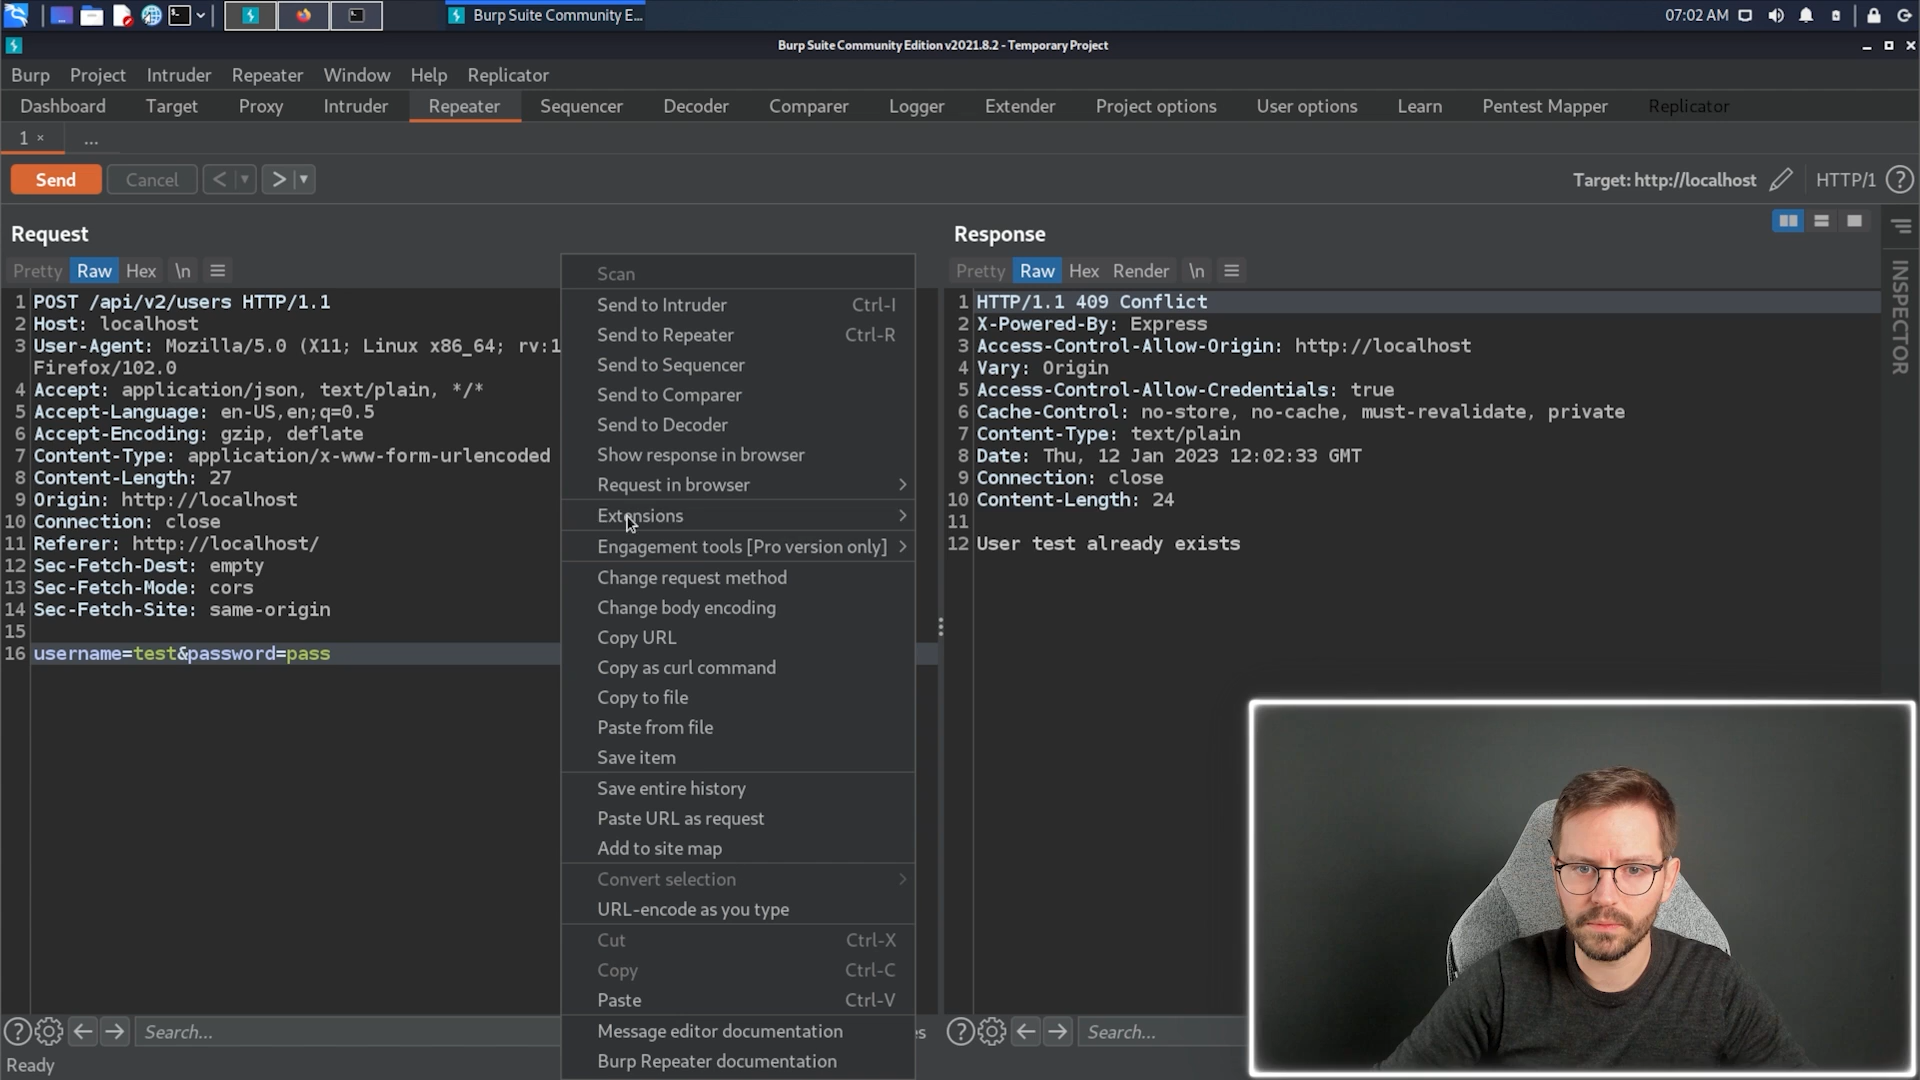 Burp Suite Community E...
07:02 AM
Burp Suite Community Edition v2021.8.2 - Temporary Project
Burp Project Intruder Repeater Window Help Replicator
Dashboard Target Proxy Intruder Repeater Sequencer Decoder Comparer Logger Extender Project options User options Learn Pentest Mapper Replicator
1 × ...
Send Cancel < > Target: http://localhost HTTP/1 ?
Request
Pretty Raw Hex \n
1 POST /api/v2/users HTTP/1.1
2 Host: localhost
3 User-Agent: Mozilla/5.0 (X11; Linux x86_64; rv:1
Firefox/102.0
4 Accept: application/json, text/plain, */*
5 Accept-Language: en-US,en;q=0.5
6 Accept-Encoding: gzip, deflate
7 Content-Type: application/x-www-form-urlencoded
8 Content-Length: 27
9 Origin: http://localhost
10 Connection: close
11 Referer: http://localhost/
12 Sec-Fetch-Dest: empty
13 Sec-Fetch-Mode: cors
14 Sec-Fetch-Site: same-origin
15
16 username=test&password=pass
Scan
Send to Intruder Ctrl-I
Send to Repeater Ctrl-R
Send to Sequencer
Send to Comparer
Send to Decoder
Show response in browser
Request in browser >
Extensions >
Engagement tools [Pro version only] >
Change request method
Change body encoding
Copy URL
Copy as curl command
Copy to file
Paste from file
Save item
Save entire history
Paste URL as request
Add to site map
Convert selection >
URL-encode as you type
Cut Ctrl-X
Copy Ctrl-C
Paste Ctrl-V
Message editor documentation
Burp Repeater documentation
Response
Pretty Raw Hex Render \n
1 HTTP/1.1 409 Conflict
2 X-Powered-By: Express
3 Access-Control-Allow-Origin: http://localhost
4 Vary: Origin
5 Access-Control-Allow-Credentials: true
6 Cache-Control: no-store, no-cache, must-revalidate, private
7 Content-Type: text/plain
8 Date: Thu, 12 Jan 2023 12:02:33 GMT
9 Connection: close
10 Content-Length: 24
11
12 User test already exists
INSPECTOR
? Search... es
? Search...
Ready